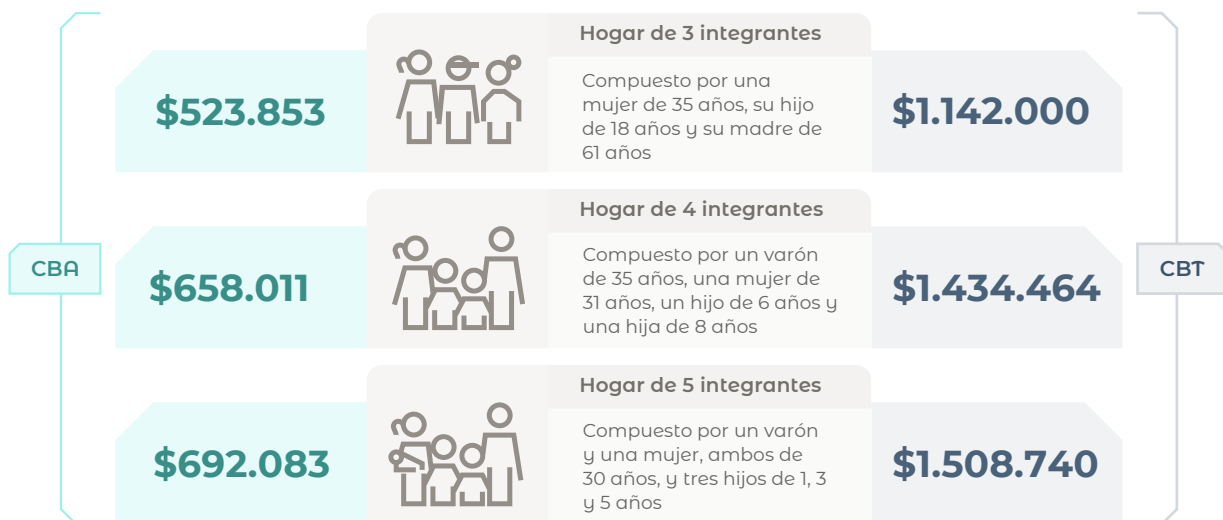 Hogar de 3 integrantes
$523.853
Compuesto por una
mujer de 35 años, su hijo
de 18 años y su madre de
61 años
$1.142.000
CBA
Hogar de 4 integrantes
$658.011
Compuesto por un varón
de 35 años, una mujer de
31 años, un hijo de 6 años y
una hija de 8 años
$1.434.464
CBT
Hogar de 5 integrantes
$692.083
Compuesto por un varón
y una mujer, ambos de
30 años, y tres hijos de 1, 3
y 5 años
$1.508.740